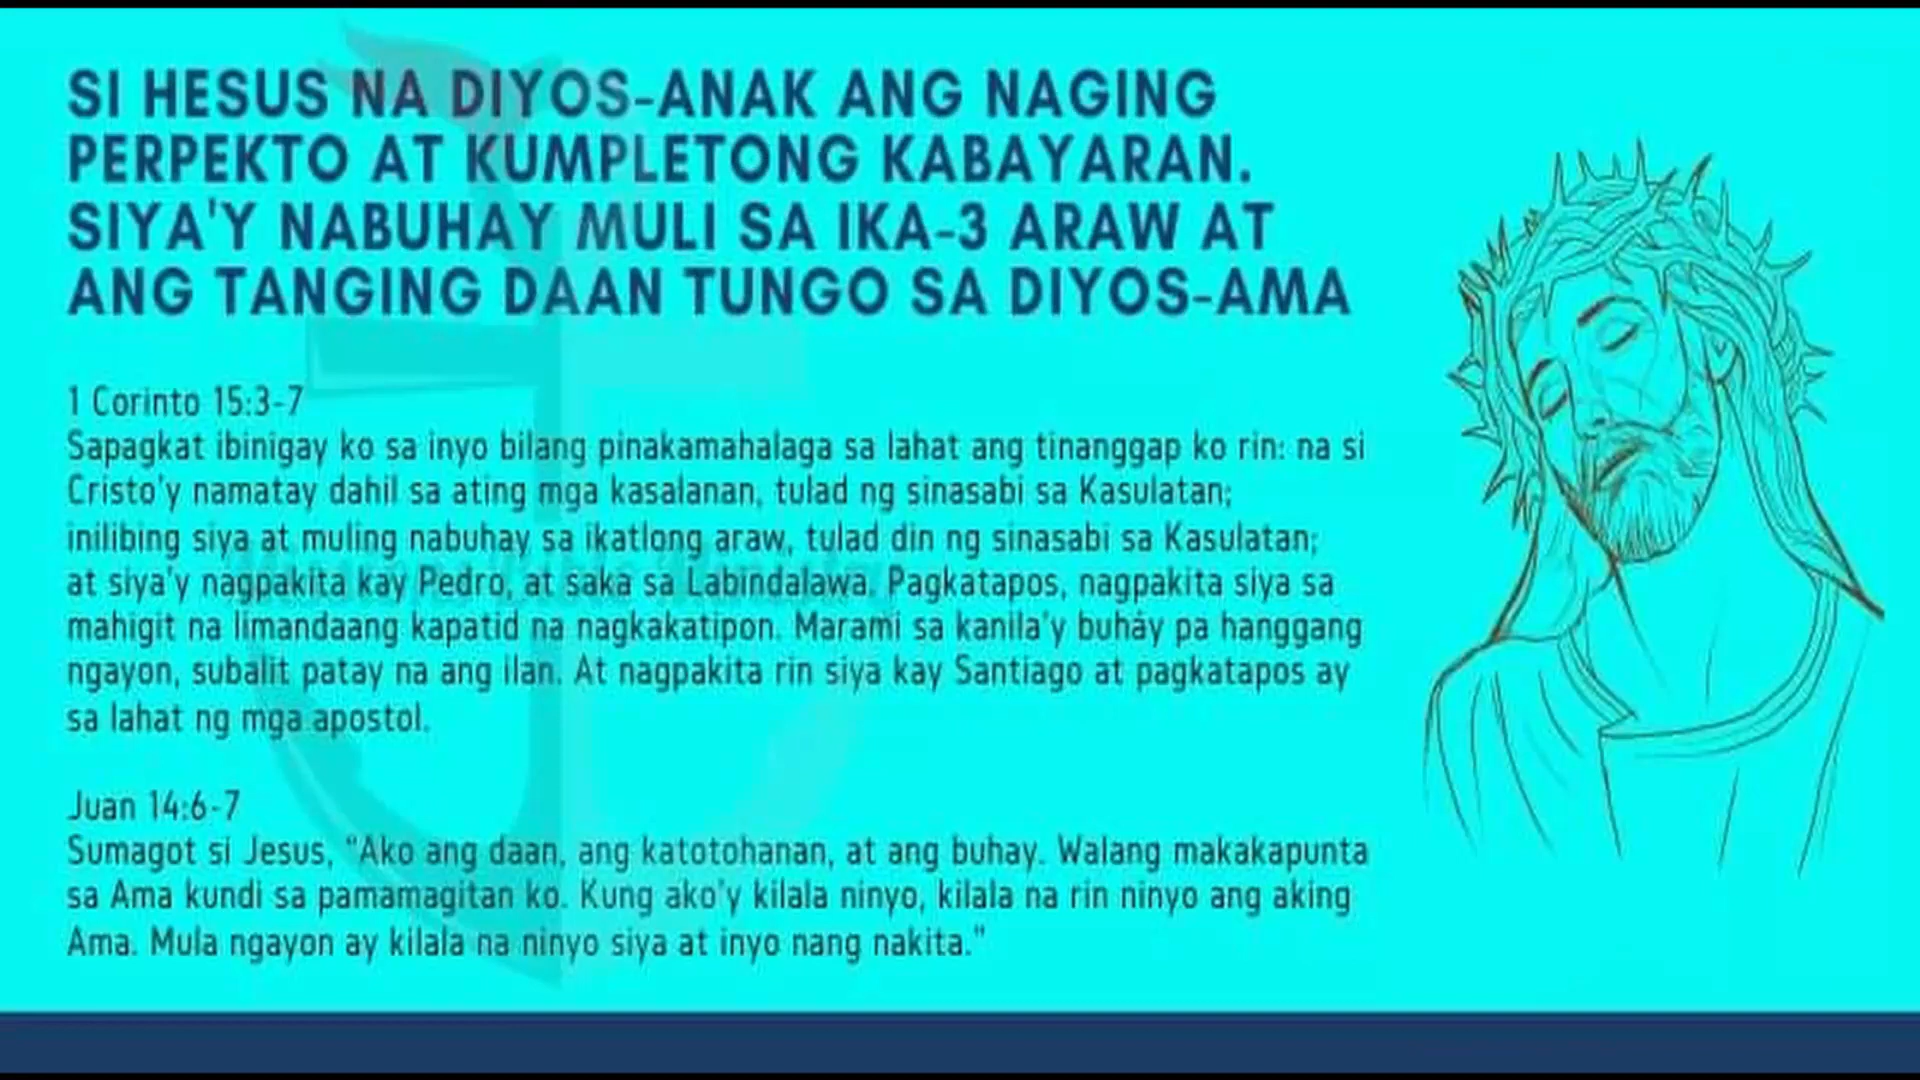 SI HESUS NA DIYOS-ANAK ANG NAGING
PERPEKTO AT KUMPLETONG KABAYARAN.
SIYA'Y NABUHAY MULI SA IKA-3 ARAW AT
ANG TANGING DAAN TUNGO SA DIYOS-AMA
1 Corinto 15:3-7
Sapagkat ibinigay ko sa inyo bilang pinakamahalaga sa lahat ang tinanggap ko rin: na si
Cristo'y namatay dahil sa ating mga kasalanan, tulad ng sinasabi sa Kasulatan;
inilibing siya at muling nabuhay sa ikatlong araw, tulad din ng sinasabi sa Kasulatan;
at siya'y nagpakita kay Pedro, at saka sa Labindalawa. Pagkatapos, nagpakita siya sa
mahigit na limandaang kapatid na nagkakatipon. Marami sa kanila'y buháy pa hanggang
ngayon, subalit patay na ang ilan. At nagpakita rin siya kay Santiago at pagkatapos ay
sa lahat ng mga apostol.
Juan 14:6-7
Sumagot si Jesus, "Ako ang daan, ang katotohanan, at ang buhay. Walang makakapunta
sa Ama kundi sa pamamagitan ko. Kung ako'y kilala ninyo, kilala na rin ninyo ang aking
Ama. Mula ngayon ay kilala na ninyo siya at inyo nang nakita."